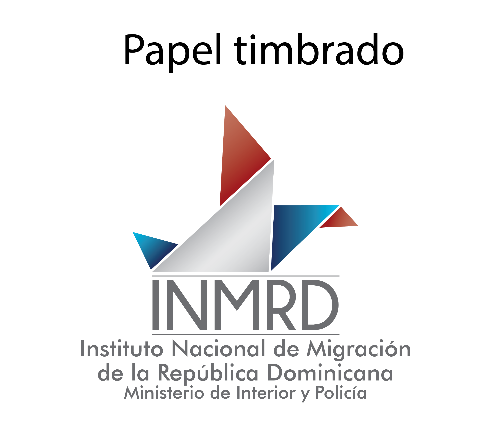 Papel timbrado
INMRD
Instituto Nacional de Migración
de la República Dominicana
Ministerio de Interior y Policía